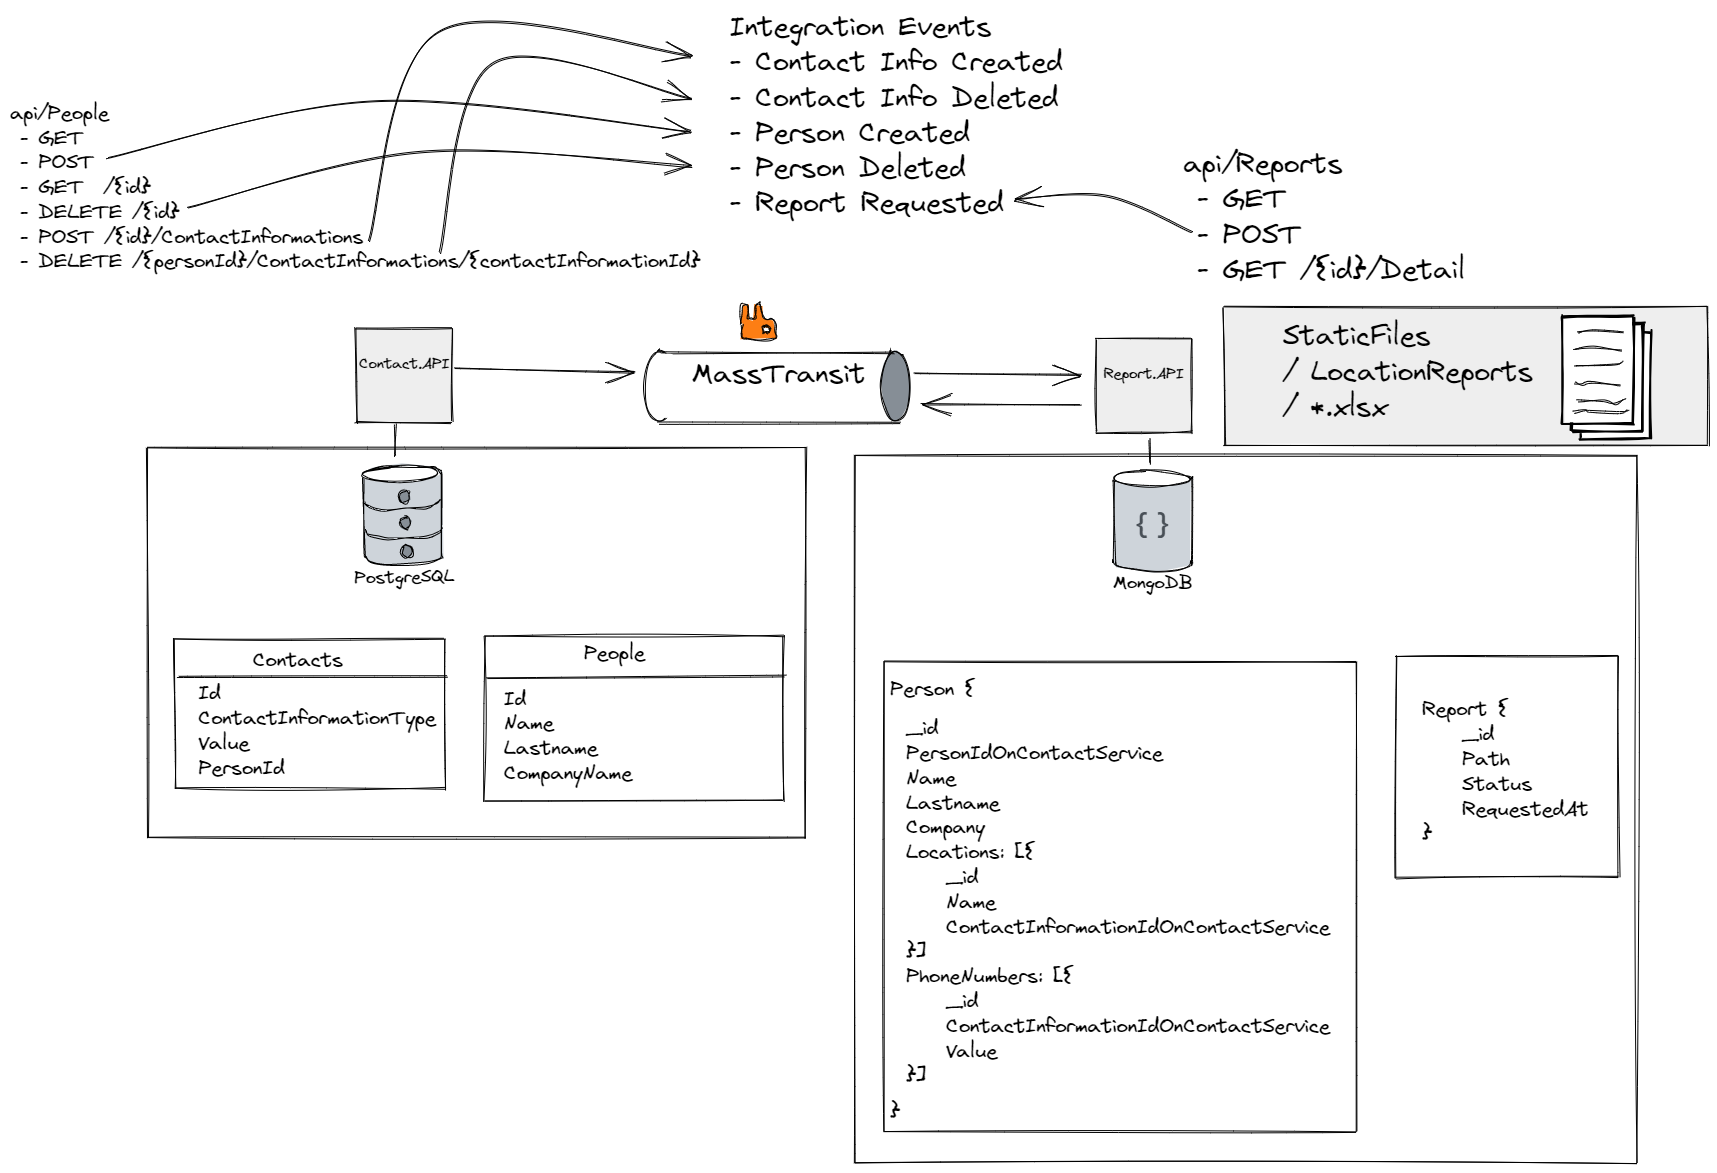 Integration Events
- Contact Info Created
- Contact Info Deleted
- Person Created
- Person Deleted
- Report Requested
api/People
- GET
- POST
- GET /{id}
- DELETE /{id}
- POST /{id}/ContactInformations
- DELETE /{personId}/ContactInformations/{contactInformationId}
api/Reports
- GET
- POST
- GET /{id}/Detail
Contact.API
MassTransit
Report.API
StaticFiles
/ LocationReports
/ *.xlsx
PostgreSQL
Contacts
Id
ContactInformationType
Value
PersonId
People
Id
Name
Lastname
CompanyName
{ }
MongoDB
Person {
_id
PersonIdOnContactService
Name
Lastname
Company
Locations: [{
_id
Name
ContactInformationIdOnContactService
}]
PhoneNumbers: [{
_id
ContactInformationIdOnContactService
Value
}]
}
Report {
_id
Path
Status
RequestedAt
}